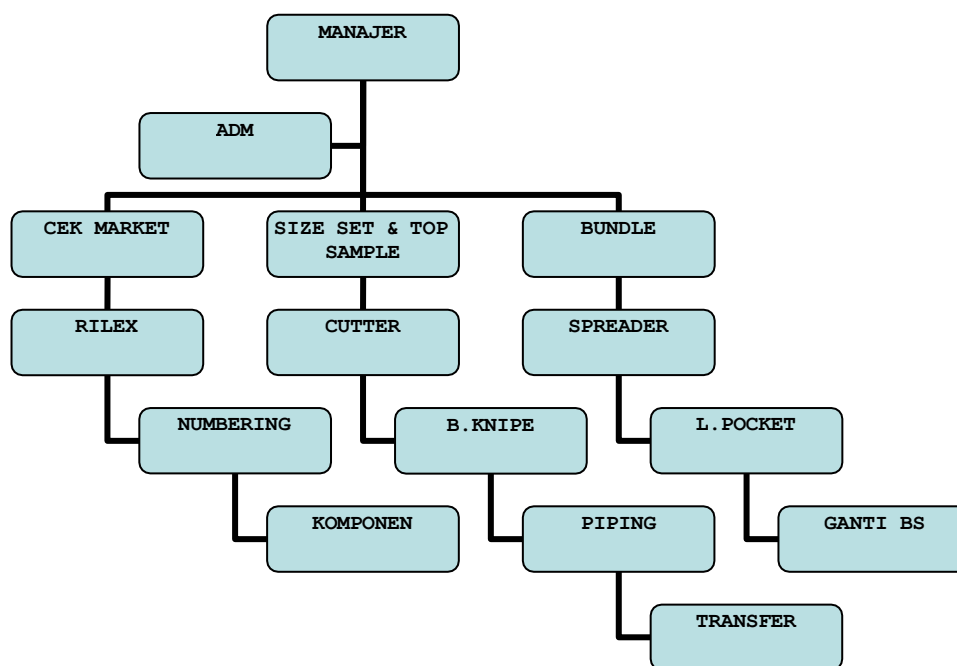 MANAJER
ADM
CEK MARKET
SIZE SET & TOP
SAMPLE
BUNDLE
RILEX
CUTTER
SPREADER
NUMBERING
B.KNIPE
L.POCKET
KOMPONEN
PIPING
GANTI BS
TRANSFER